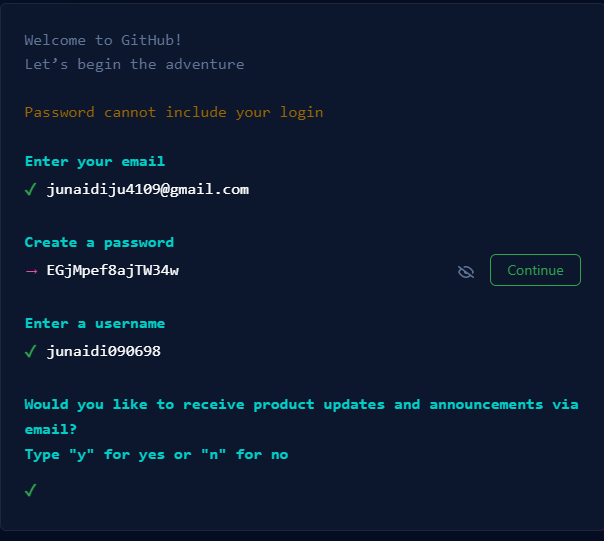 Welcome to GitHub!
Let’s begin the adventure
Password cannot include your login
Enter your email
✓ junaidiju4109@gmail.com
Create a password
→ EGjMpef8ajTW34w
Continue
Enter a username
✓ junaidi090698
Would you like to receive product updates and announcements via
email?
Type "y" for yes or "n" for no
✓